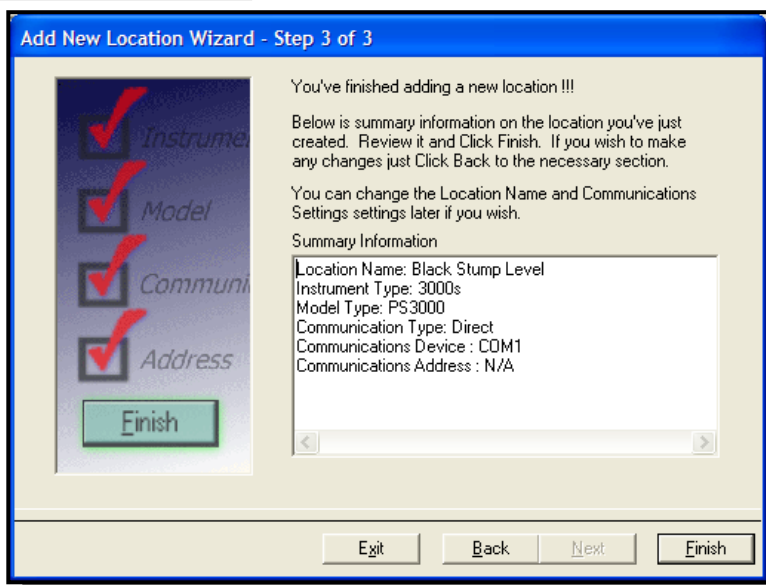 Add New Location Wizard - Step 3 of 3
Instrume
Model
Communi
Address
Finish
You've finished adding a new location !!!
Below is summary information on the location you've just
created. Review it and Click Finish. If you wish to make
any changes just Click Back to the necessary section.
You can change the Location Name and Communications
Settings settings later if you wish.
Summary Information
Location Name: Black Stump Level
Instrument Type: 3000s
Model Type: PS3000
Communication Type: Direct
Communications Device : COM1
Communications Address : N/A
Exit Back Next Finish